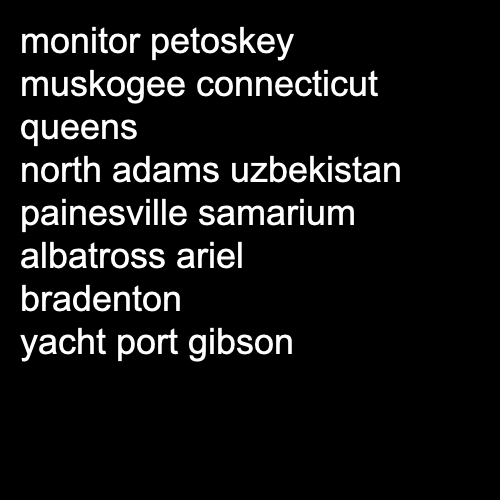 monitor petoskey
muskogee connecticut
queens
north adams uzbekistan
painesville samarium
albatross ariel
bradenton
yacht port gibson